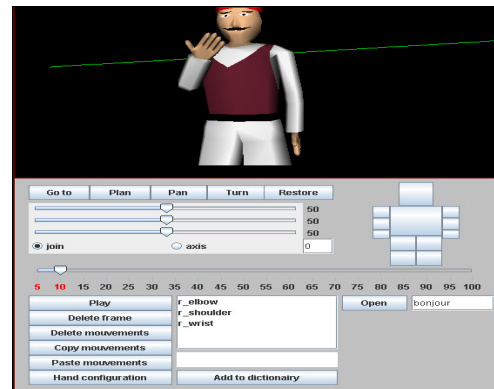 Go to Plan Pan Turn Restore
50
50
50
join axis 0
5 10 15 20 25 30 35 40 45 50 55 60 65 70 75 80 85 90 95 100
Play r_elbow Open bonjour
Delete frame r_shoulder
Delete mouvements r_wrist
Copy mouvements
Paste mouvements
Hand configuration Add to dictionairy